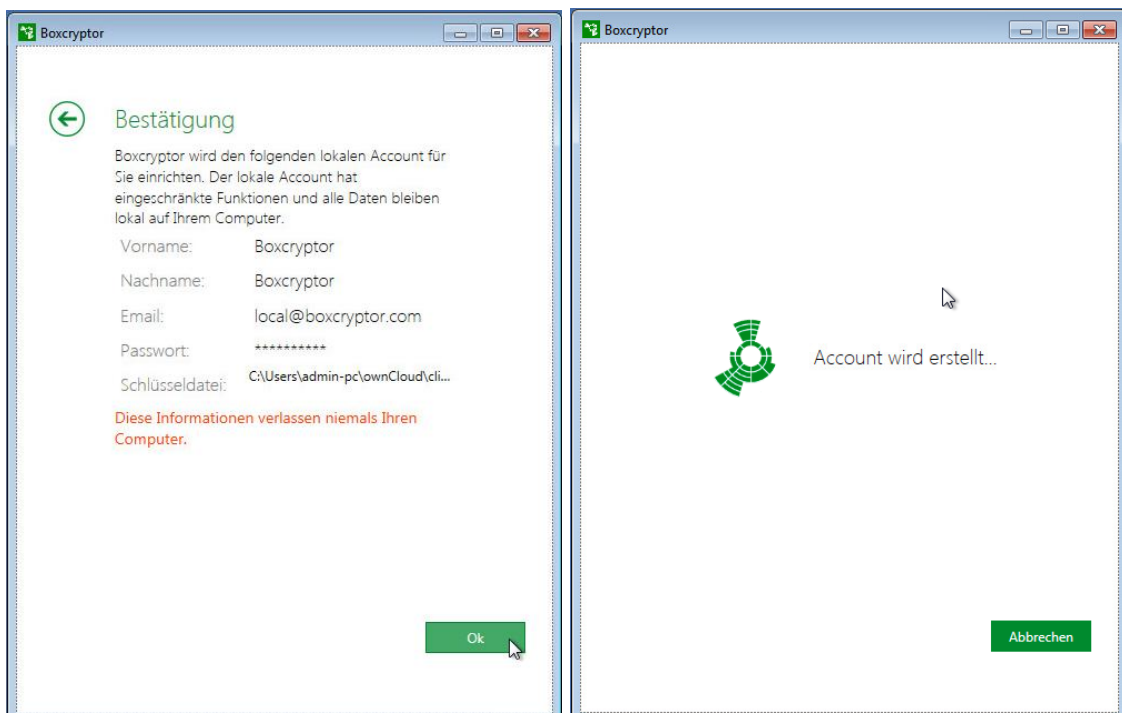 Boxcryptor
Bestätigung
Boxcryptor wird den folgenden lokalen Account für
Sie einrichten. Der lokale Account hat
eingeschränkte Funktionen und alle Daten bleiben
lokal auf Ihrem Computer.
Vorname: Boxcryptor
Nachname: Boxcryptor
Email: local@boxcryptor.com
Passwort: **********
Schlüsseldatei: C:\Users\admin-pc\ownCloud\cli...
Diese Informationen verlassen niemals Ihren
Computer.
Ok
Boxcryptor
Account wird erstellt...
Abbrechen